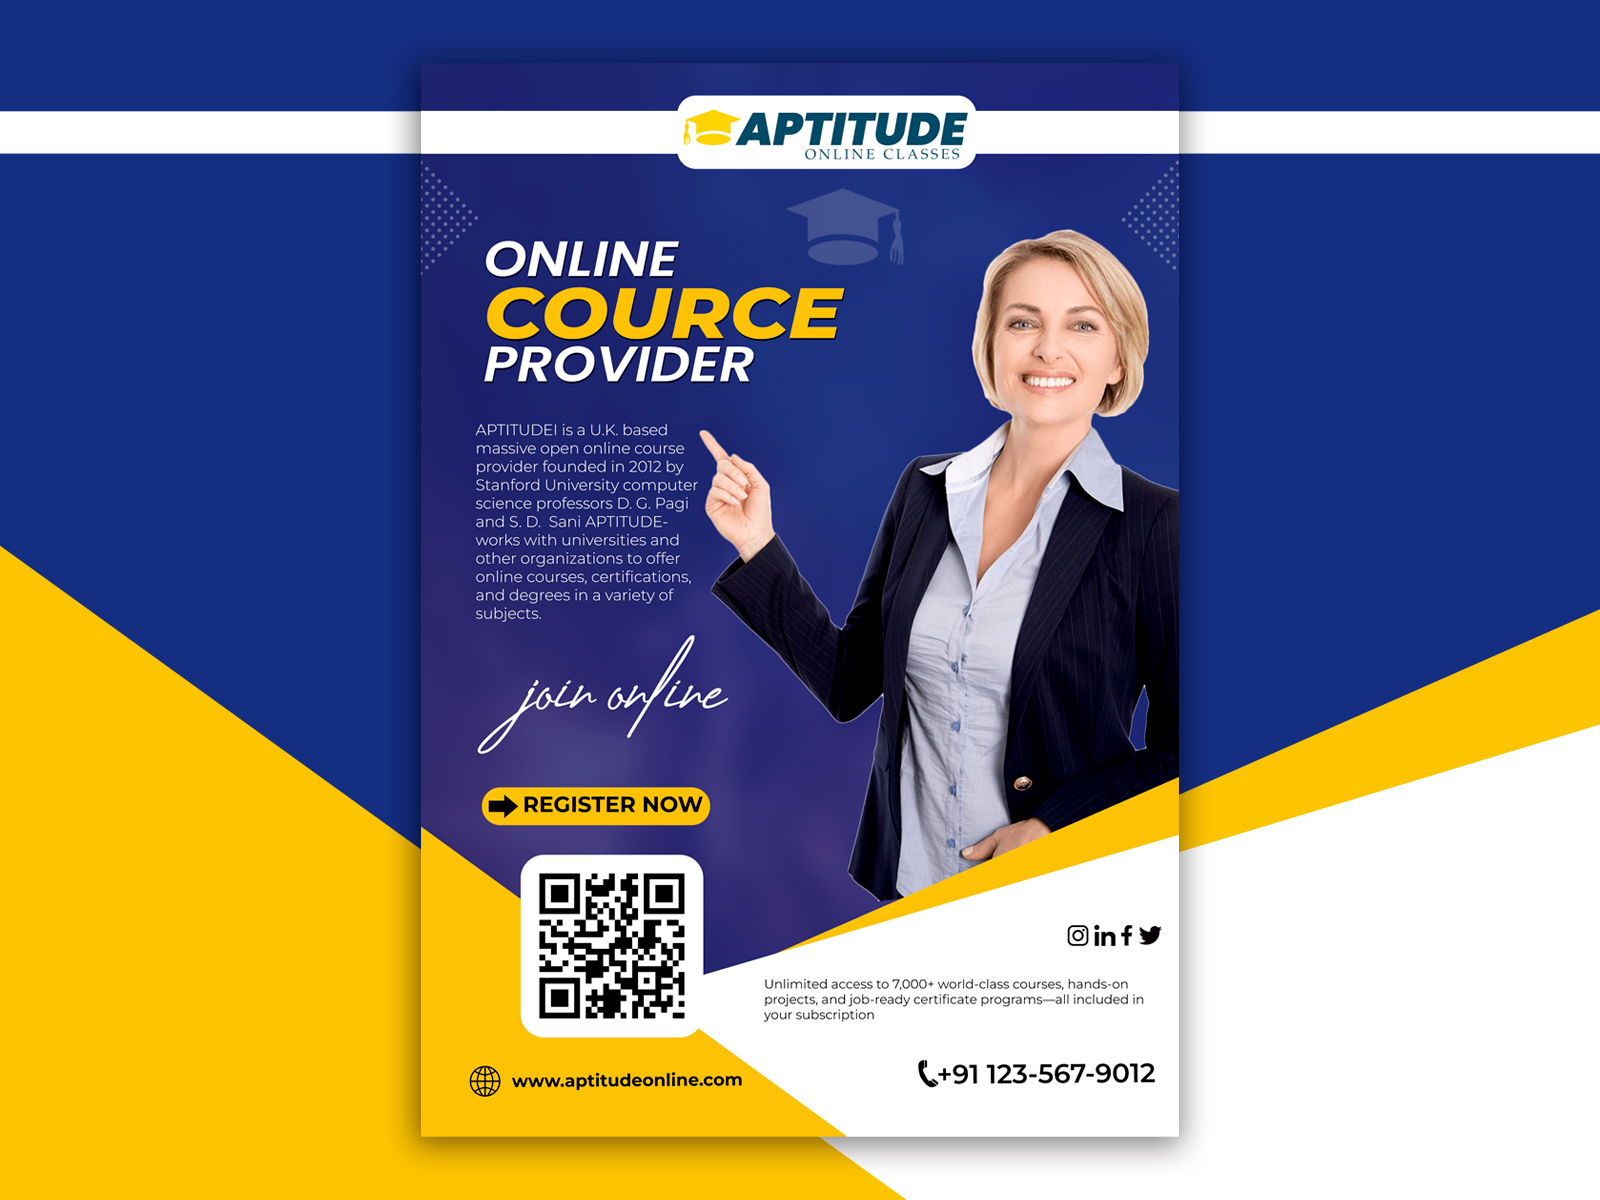 APTITUDE
ONLINE CLASSES
ONLINE
COURCE
PROVIDER
APTITUDEI is a U.K. based
massive open online course
provider founded in 2012 by
Stanford University computer
science professors D. G. Pagi
and S. D. Sani APTITUDE-
works with universities and
other organizations to offer
online courses, certifications,
and degrees in a variety of
subjects.
join online
REGISTER NOW
Unlimited access to 7,000+ world-class courses, hands-on
projects, and job-ready certificate programs—all included in
your subscription
www.aptitudeonline.com
+91 123-567-9012